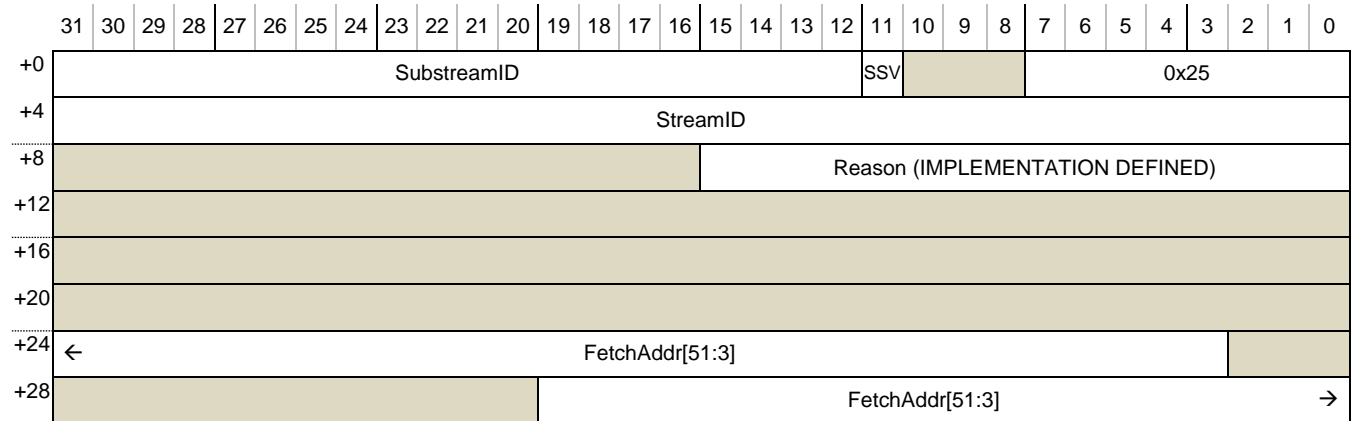 31 30 29 28 27 26 25 24 23 22 21 20 19 18 17 16 15 14 13 12 11 10 9 8 7 6 5 4 3 2 1 0
+0 SubstreamID SSV 0x25
+4 StreamID
+8 Reason (IMPLEMENTATION DEFINED)
+12
+16
+20
+24 ← FetchAddr[51:3]
+28 FetchAddr[51:3] →